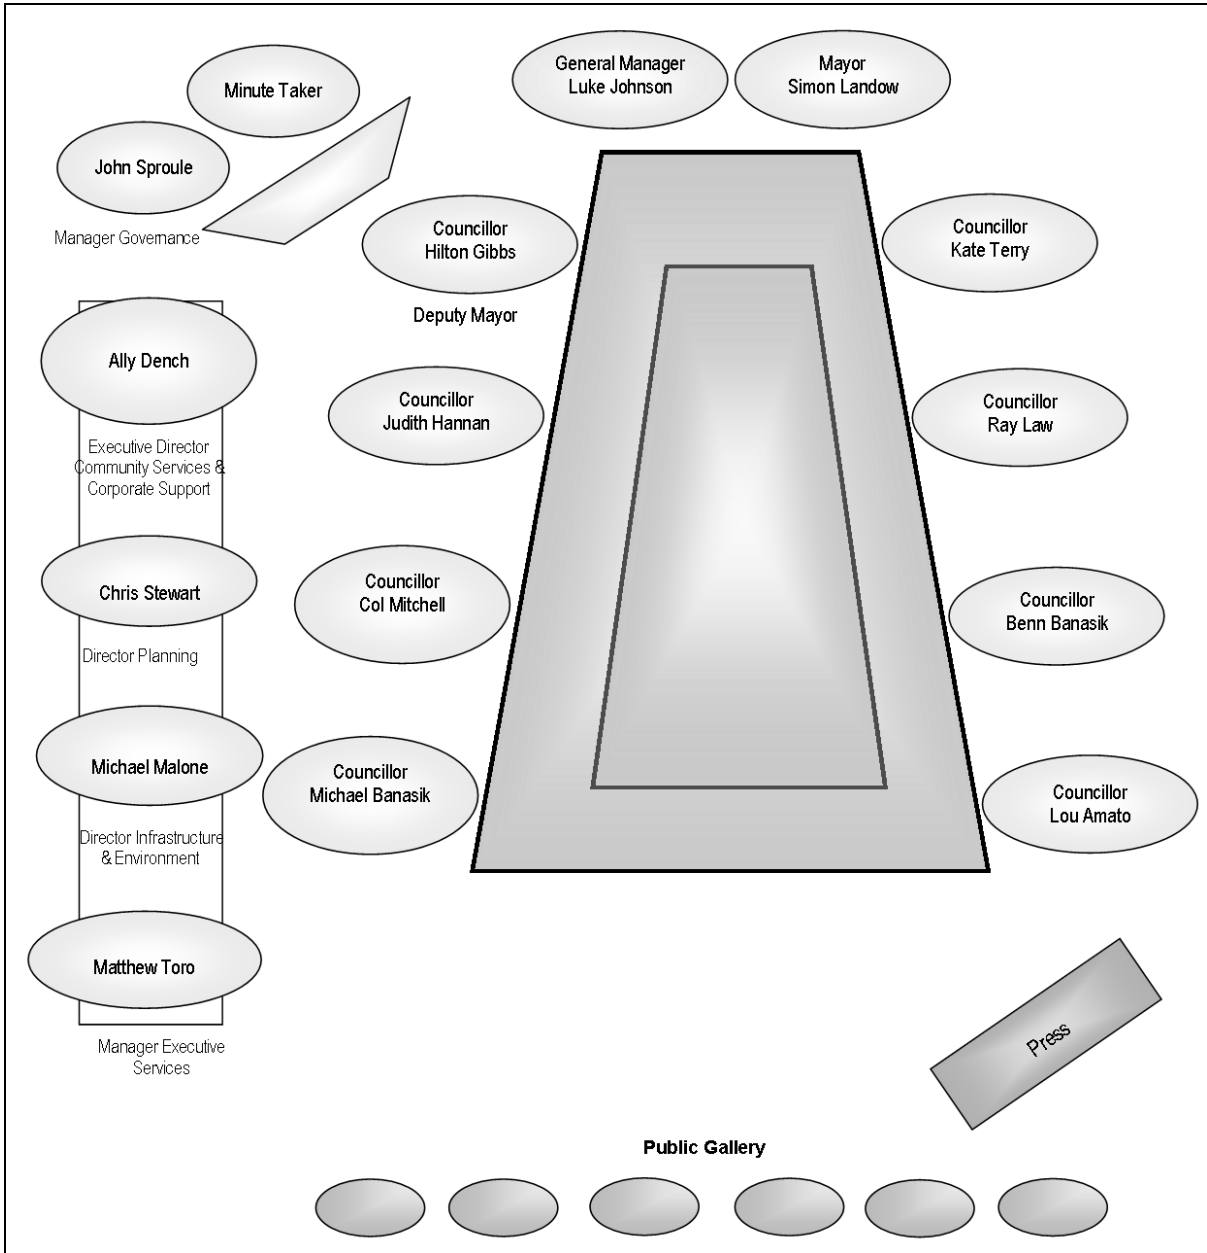 General Manager
Luke Johnson
Mayor
Simon Landow
Minute Taker
John Sproule
Manager Governance
Councillor
Hilton Gibbs
Deputy Mayor
Councillor
Kate Terry
Ally Dench
Executive Director
Community Services &
Corporate Support
Councillor
Judith Hannan
Councillor
Ray Law
Chris Stewart
Director Planning
Councillor
Col Mitchell
Councillor
Benn Banasik
Michael Malone
Director Infrastructure
& Environment
Councillor
Michael Banasik
Councillor
Lou Amato
Matthew Toro
Manager Executive
Services
Press
Public Gallery